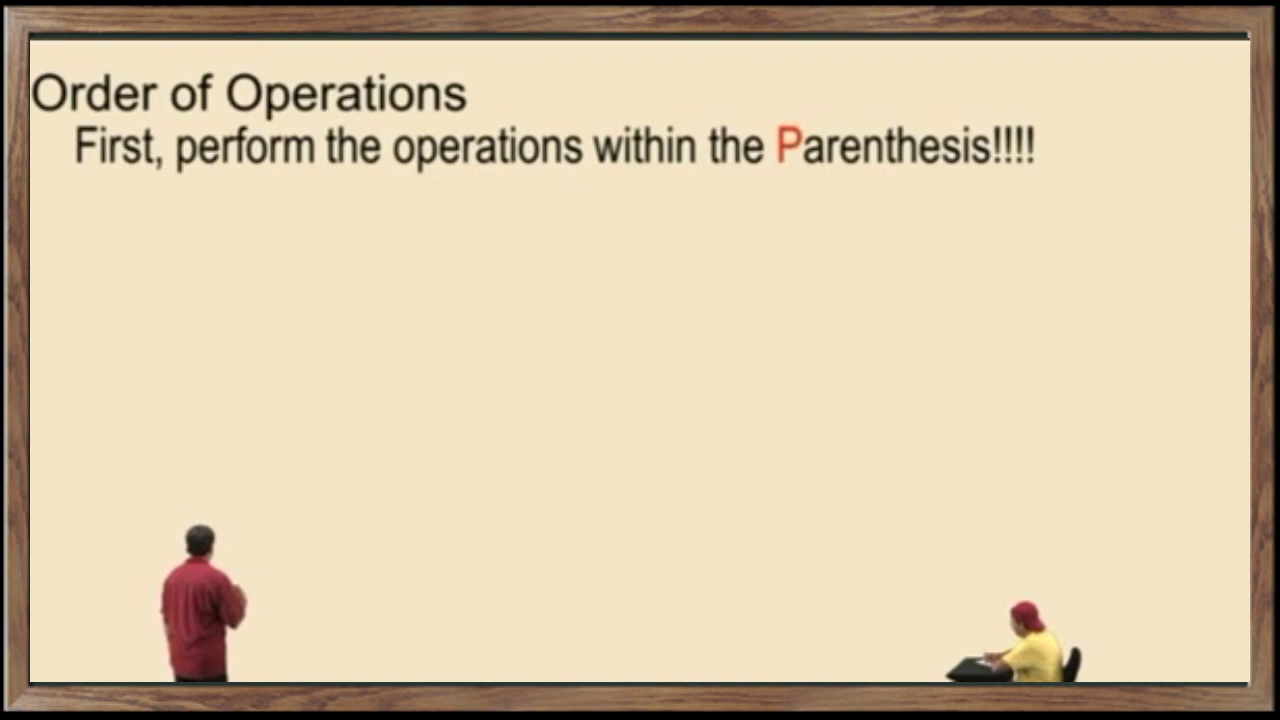 Order of Operations
First, perform the operations within the Parenthesis!!!!